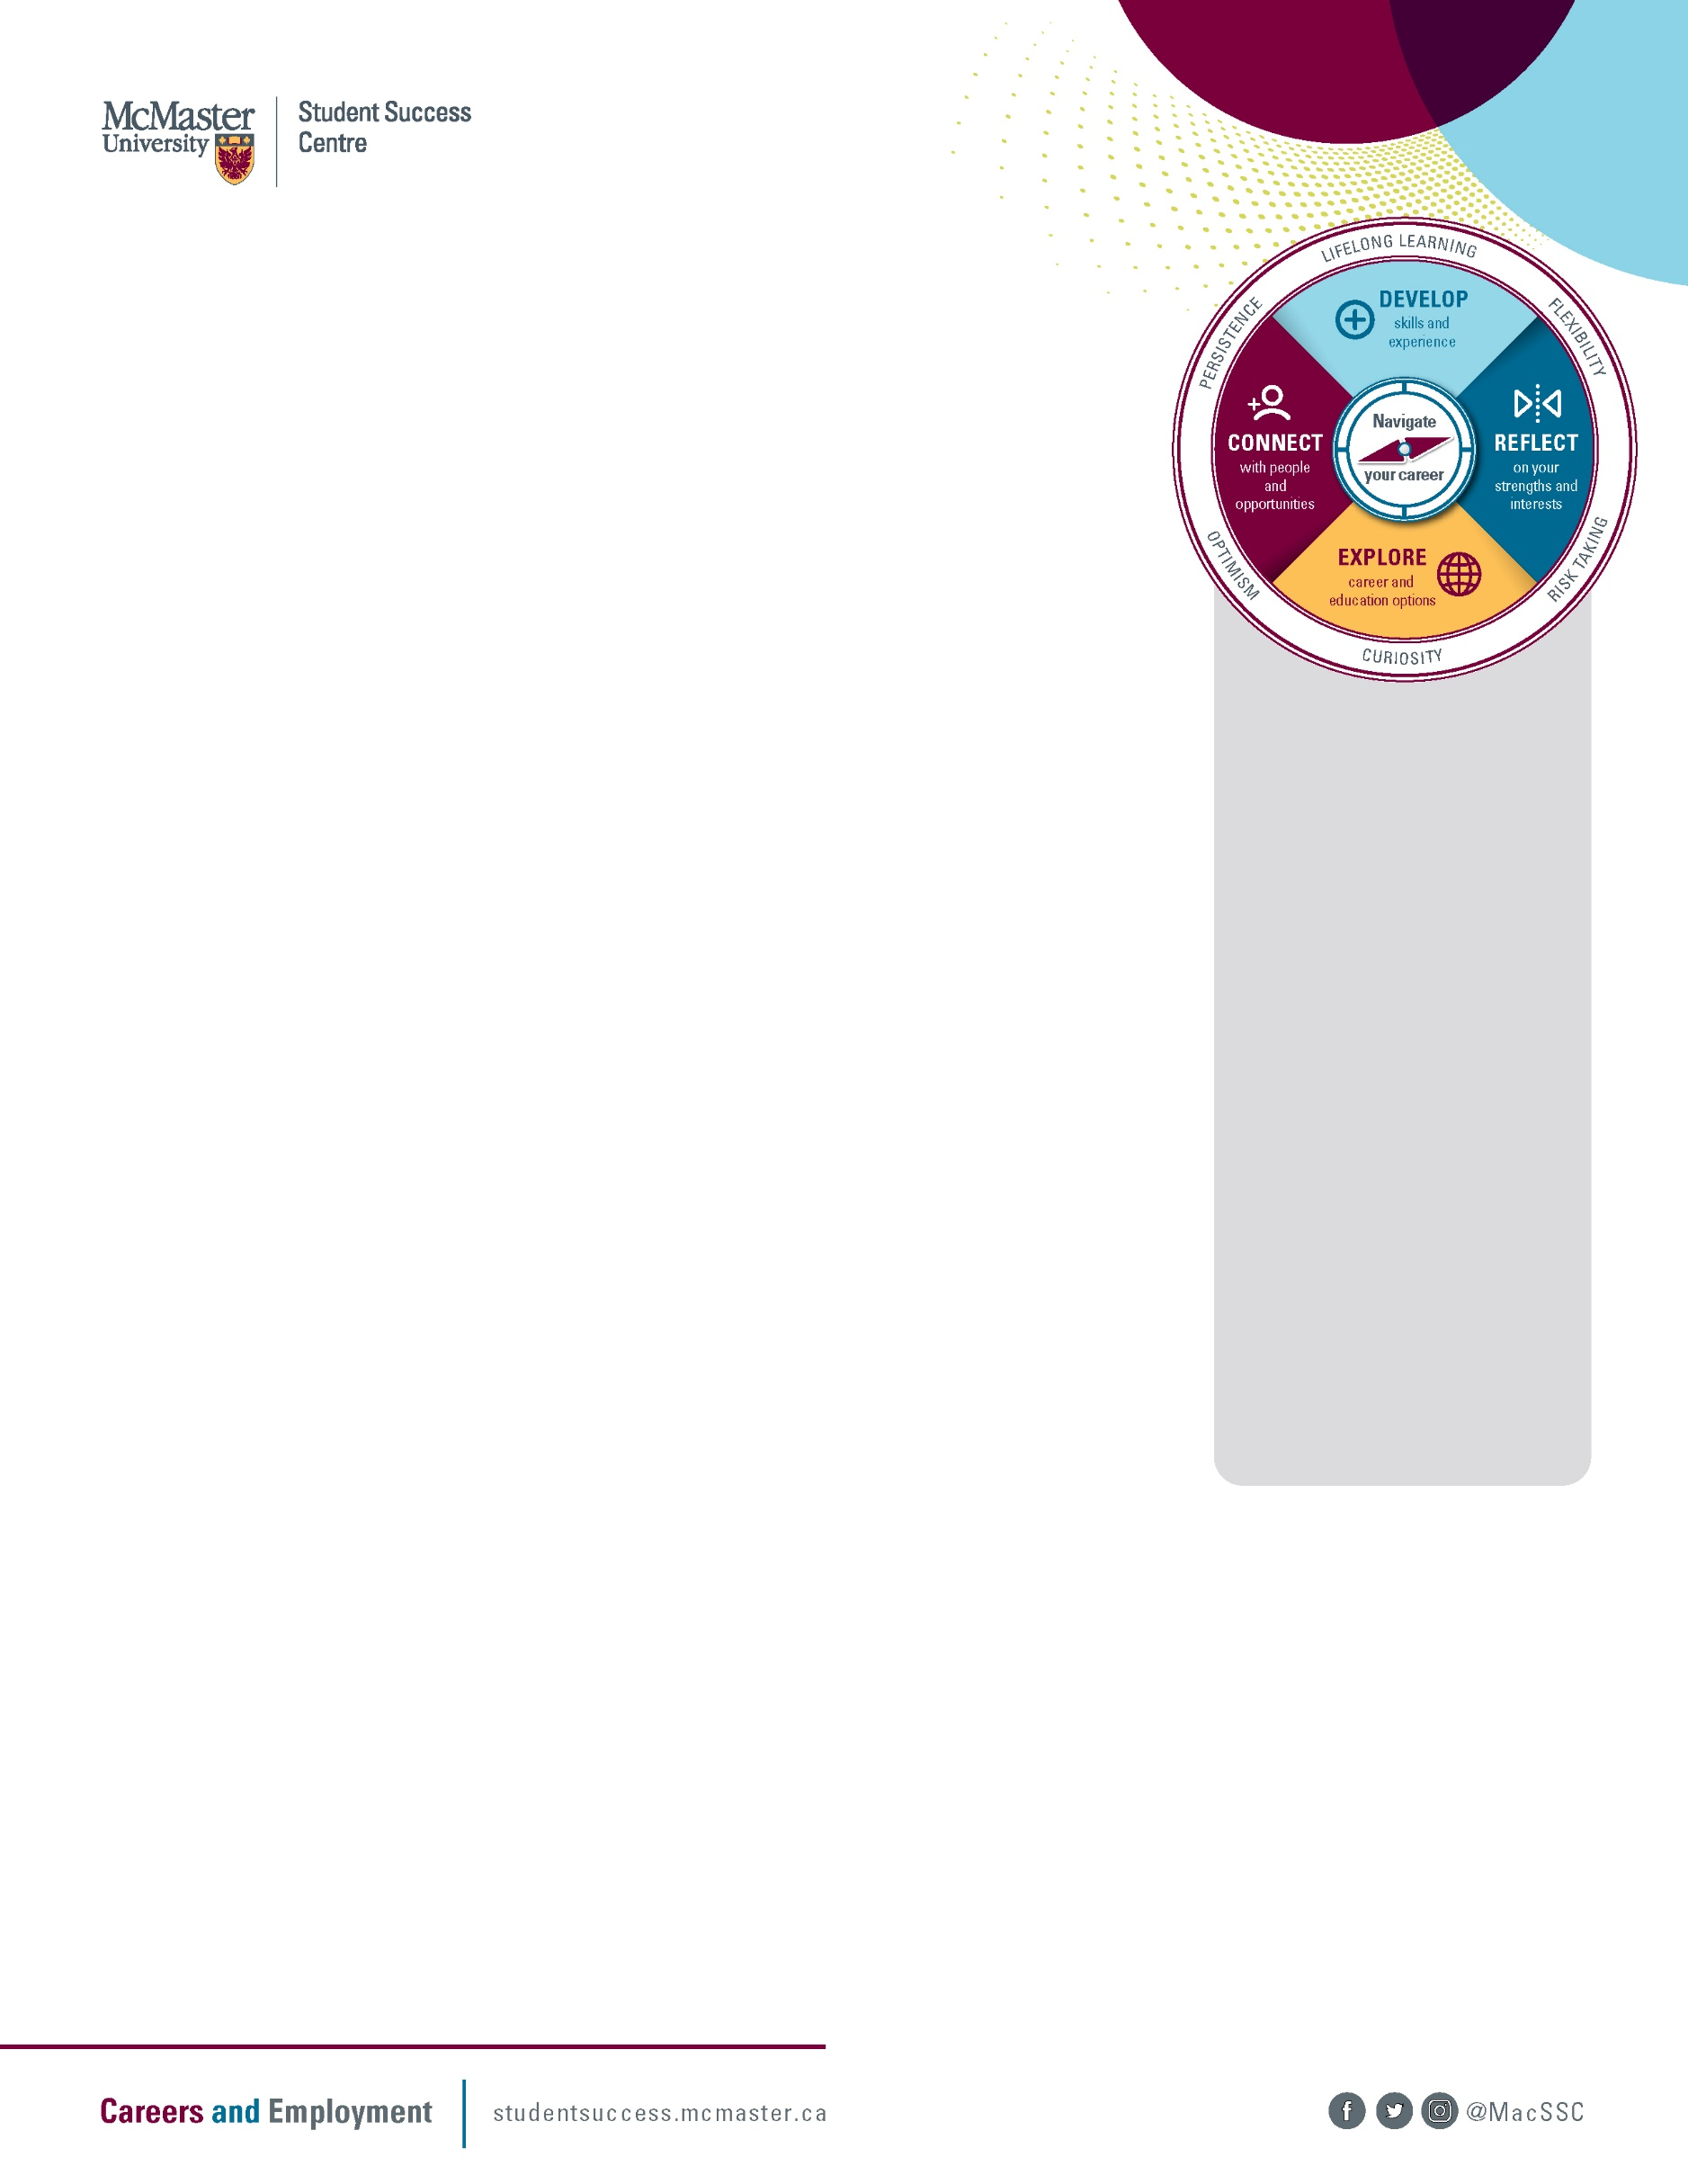 McMaster
University
Student Success
Centre
LIFELONG LEARNING
FLEXIBILITY
RISK TAKING
CURIOSITY
OPTIMISM
PERSISTENCE
DEVELOP
skills and
experience
CONNECT
with people
and
opportunities
Navigate
your career
REFLECT
on your
strengths and
interests
EXPLORE
career and
education options
Careers and Employment
studentsuccess.mcmaster.ca
@MacSSC